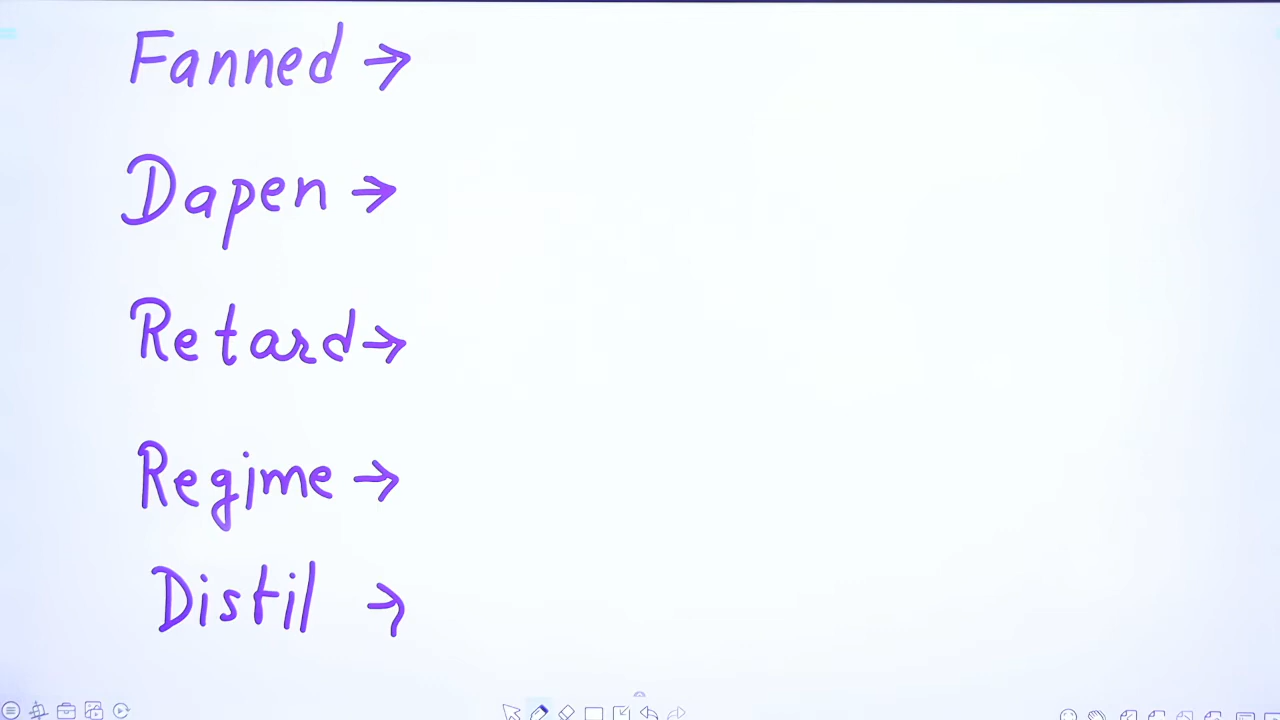 Fanned →
Dapen →
Retard →
Regime →
Distil →